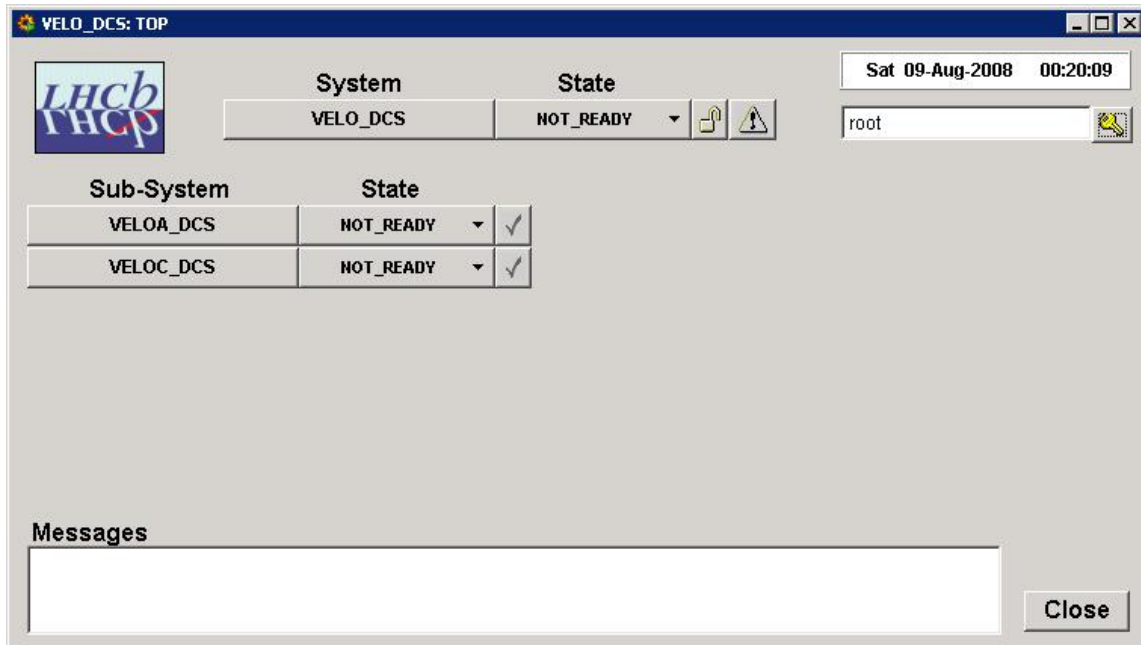 VELO_DCS: TOP
LHCb
System State
Sat 09-Aug-2008 00:20:09
VELO_DCS NOT_READY
root
Sub-System State
VELOA_DCS NOT_READY
VELOC_DCS NOT_READY
Messages
Close